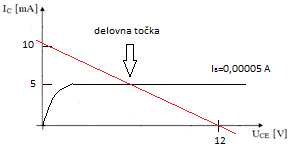 I_C [mA]
delovna točka
10
I_B=0,00005 A
5
12
U_CE [V]